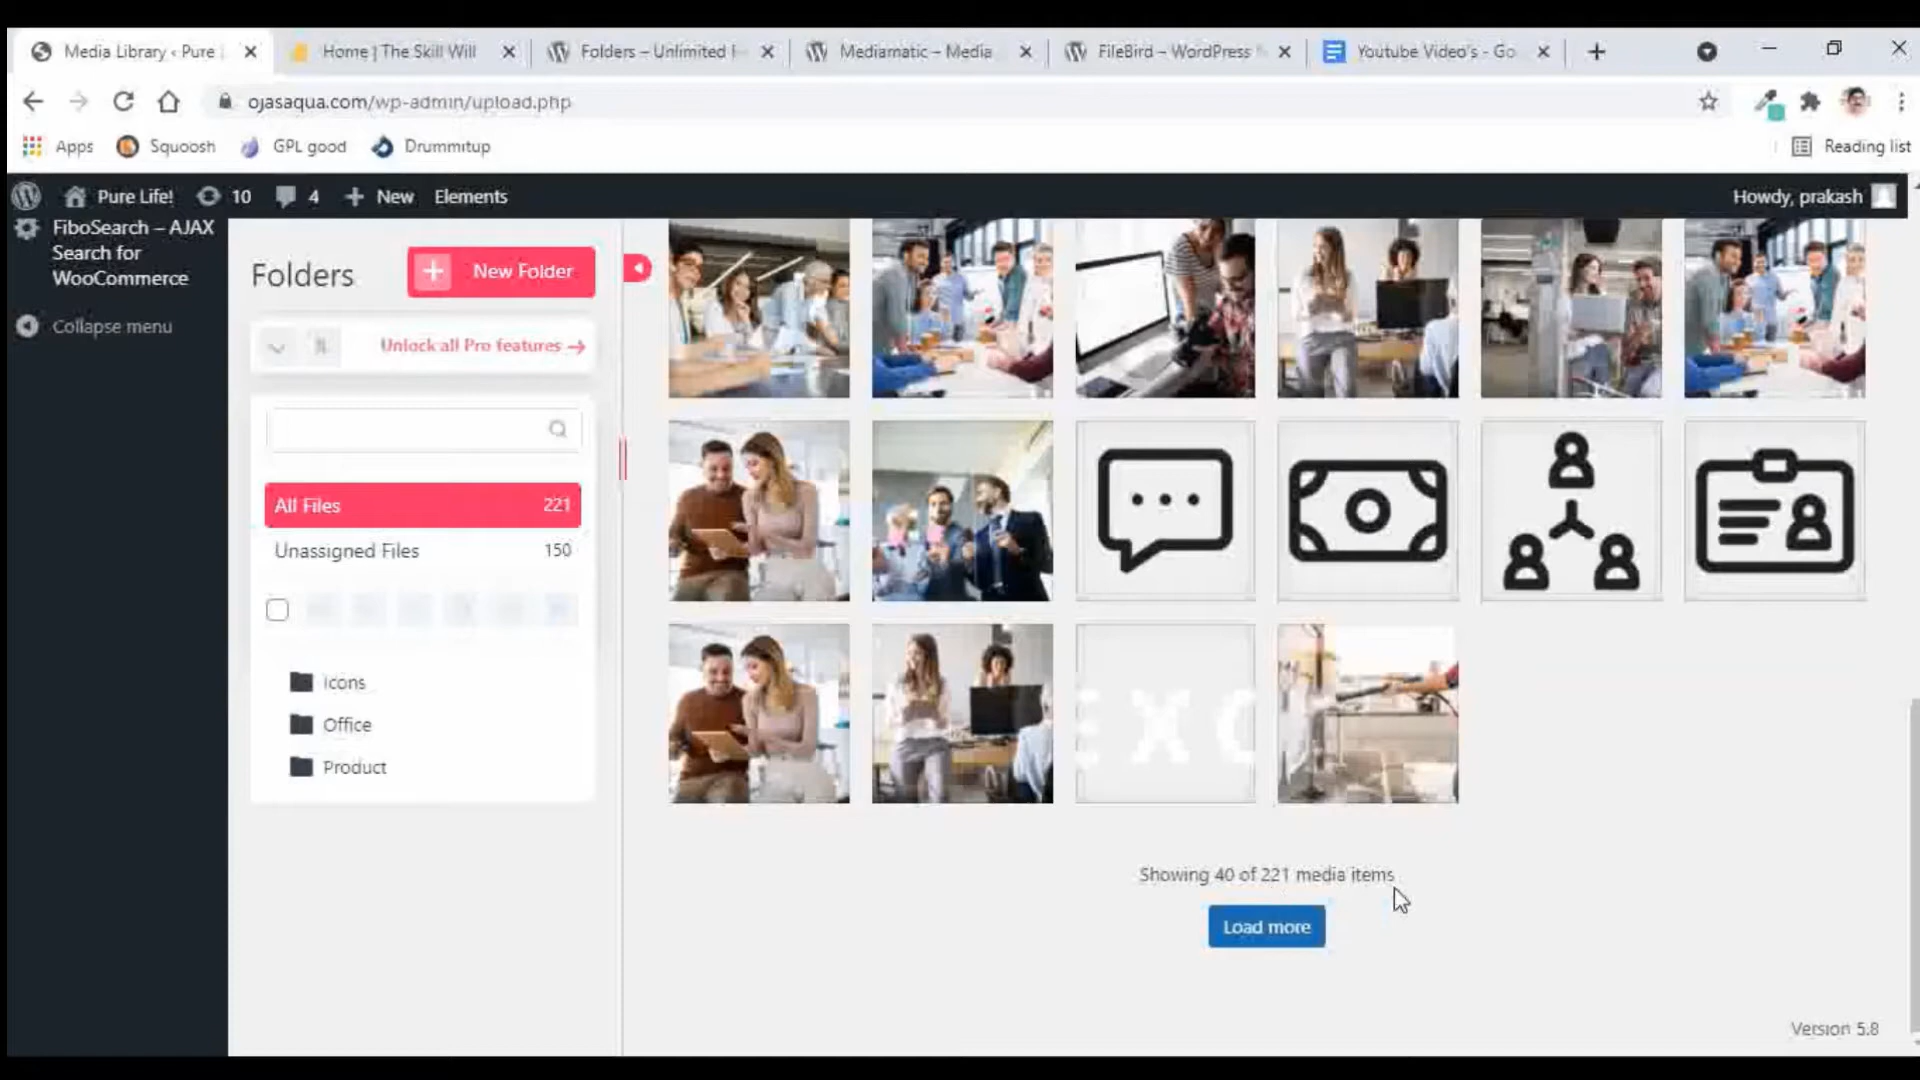 Media Library ‹ Pure
Home | The Skill Will
Folders – Unlimited
Mediamatic – Media
FileBird – WordPress
Youtube Video's - Go
ojasaqua.com/wp-admin/upload.php
Apps
Squoosh
GPL good
Drummitup
Reading list
Pure Life!
10
4
New
Elements
Howdy, prakash
FiboSearch – AJAX
Search for
WooCommerce
Collapse menu
Folders
New Folder
Unlock all Pro features →
All Files 221
Unassigned Files 150
Icons
Office
Product
EXO
Showing 40 of 221 media items
Load more
Version 5.8